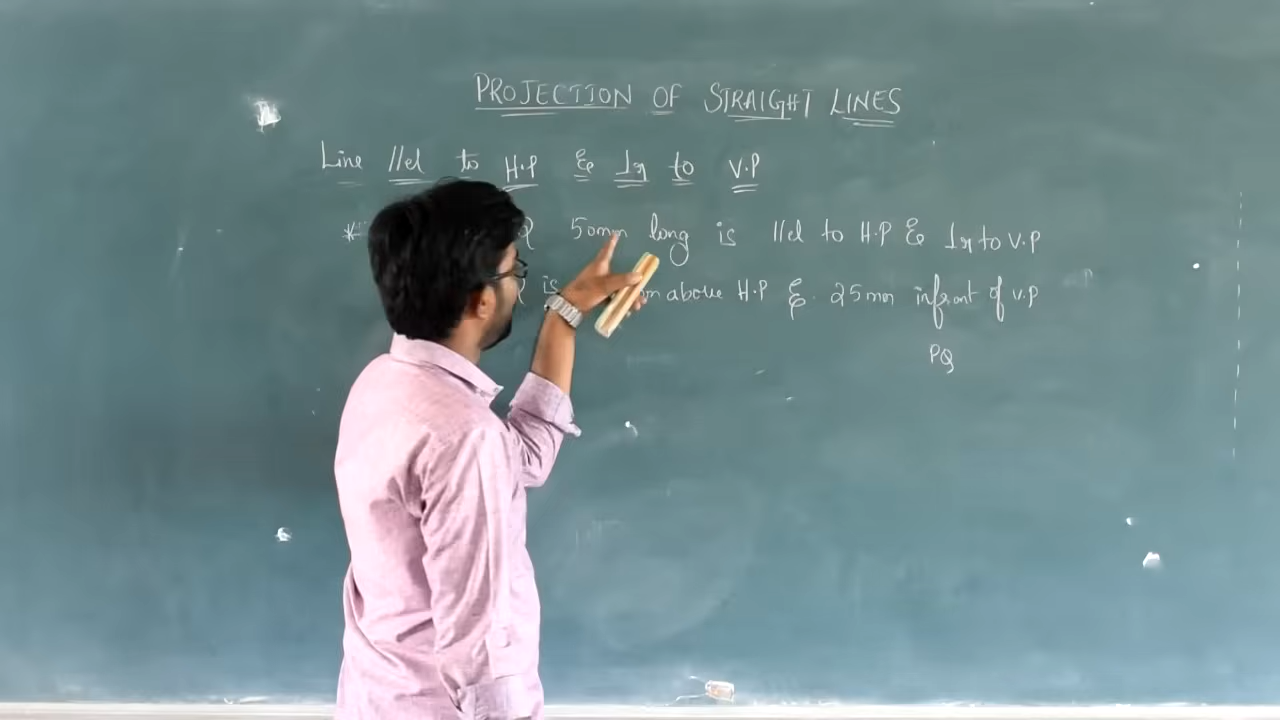 PROJECTION OF STRAIGHT LINES
Line //el to H.P & ⊥r to V.P
50mm long is //el to H.P & ⊥r to V.P
is above H.P & 25mm infront of V.P
PQ